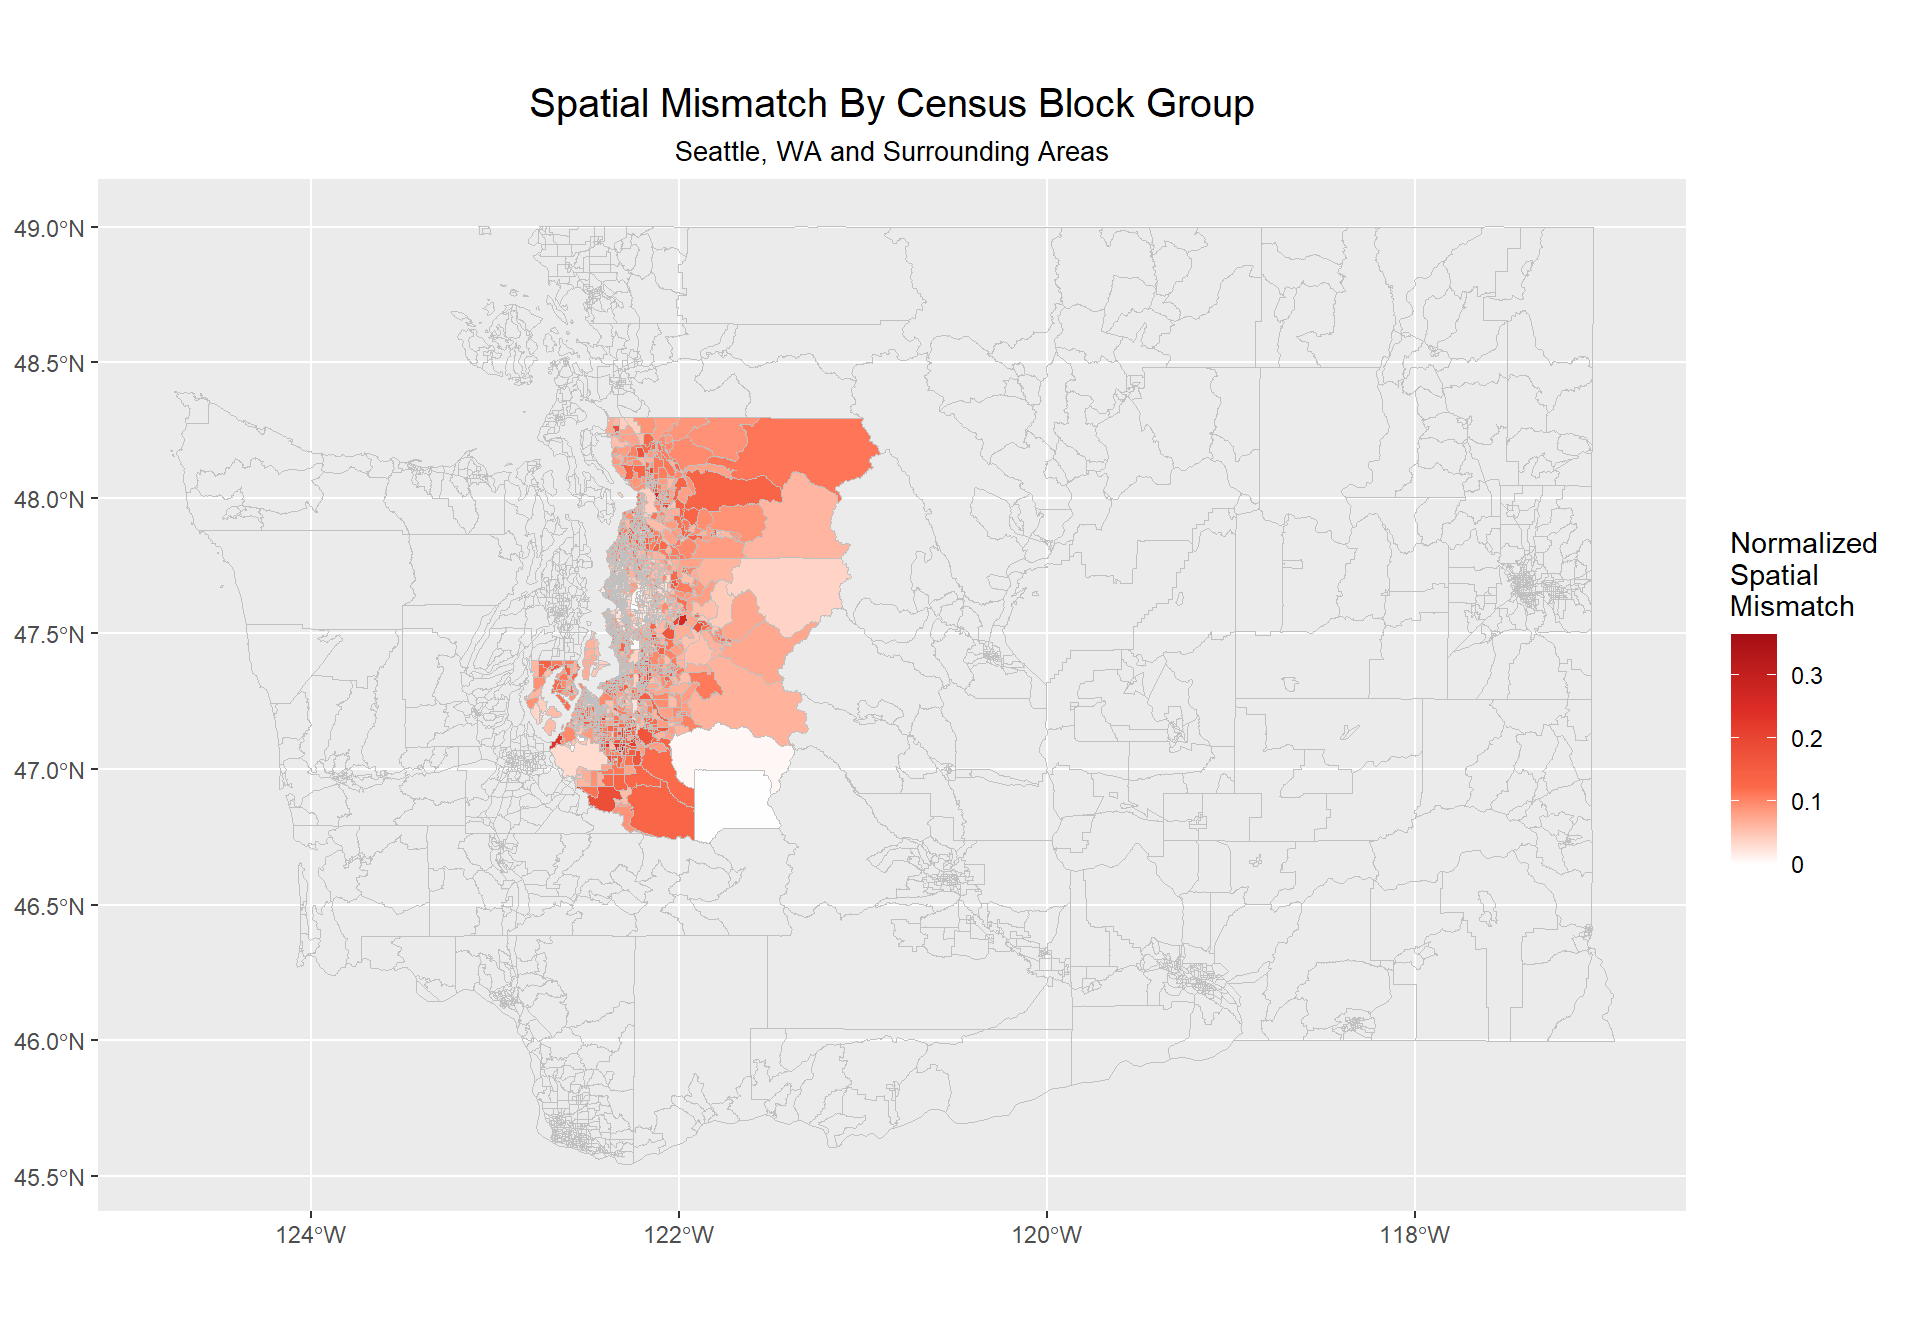 Spatial Mismatch By Census Block Group
Seattle, WA and Surrounding Areas
49.0°N
48.5°N
48.0°N
47.5°N
47.0°N
46.5°N
46.0°N
45.5°N
124°W
122°W
120°W
118°W
Normalized
Spatial
Mismatch
0.3
0.2
0.1
0